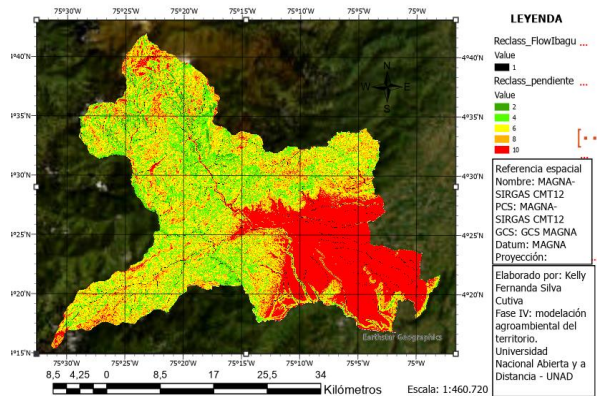 75°30'W 75°25'W 75°20'W 75°15'W 75°10'W 75°5'W 75°W
4°40'N 4°40'N
4°35'N 4°35'N
4°30'N 4°30'N
4°25'N 4°25'N
4°20'N 4°20'N
4°15'N 4°15'N
N
W E
S
Earthstar Geographics
75°30'W 75°25'W 75°20'W 75°15'W 75°10'W 75°5'W 75°W
8,5 4,25 0 8,5 17 25,5 34
Kilómetros
Escala: 1:460.720
LEYENDA
Reclass_FlowIbagu ...
Value
1
Reclass_pendiente ...
Value
2
4
6
8
10
Referencia espacial
Nombre: MAGNA-
SIRGAS CMT12
PCS: MAGNA-
SIRGAS CMT12
GCS: GCS MAGNA
Datum: MAGNA
Proyección:
Elaborado por: Kelly
Fernanda Silva
Cutiva
Fase IV: modelación
agroambiental del
territorio.
Universidad
Nacional Abierta y a
Distancia - UNAD